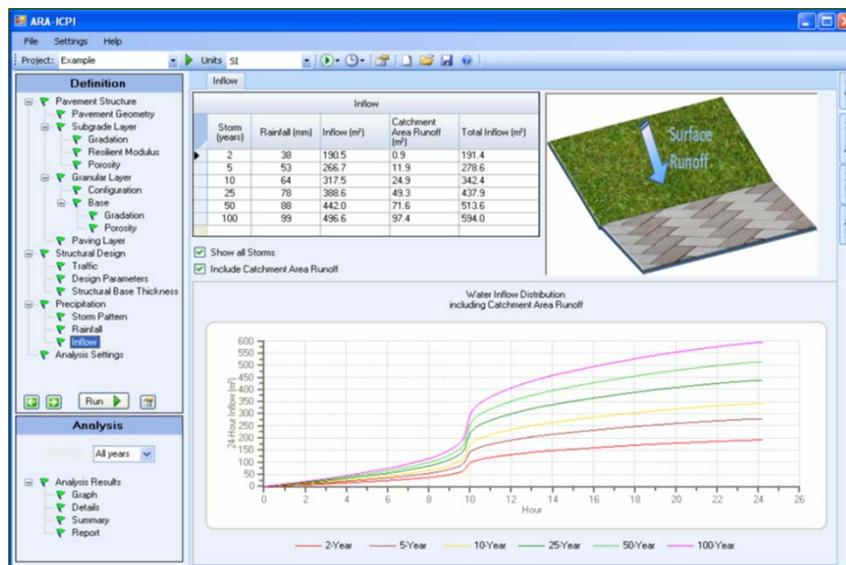 ARA-ICPI
File Settings Help
Project: Example Units SI
Definition
Pavement Structure
Pavement Geometry
Subgrade Layer
Gradation
Resilient Modulus
Porosity
Granular Layer
Configuration
Base
Gradation
Porosity
Paving Layer
Structural Design
Traffic
Design Parameters
Structural Base Thickness
Precipitation
Storm Pattern
Rainfall
Inflow
Analysis Settings
Run
Analysis
All years
Analysis Results
Graph
Details
Summary
Report
Inflow
Inflow
Storm (years) Rainfall (mm) Inflow (m³) Catchment Area Runoff (m³) Total Inflow (m³)
2 38 190.5 0.9 191.4
5 53 266.7 11.9 278.6
10 64 317.5 24.9 342.4
25 78 388.6 49.3 437.9
50 88 442.0 71.6 513.6
100 99 496.6 97.4 594.0
Surface
Runoff
Show all Storms
Include Catchment Area Runoff
Water Inflow Distribution
including Catchment Area Runoff
24-Hour Inflow (m³)
600
550
500
450
400
350
300
250
200
150
100
50
0
0 2 4 6 8 10 12 14 16 18 20 22 24 26
Hour
2-Year 5-Year 10-Year 25-Year 50-Year 100-Year